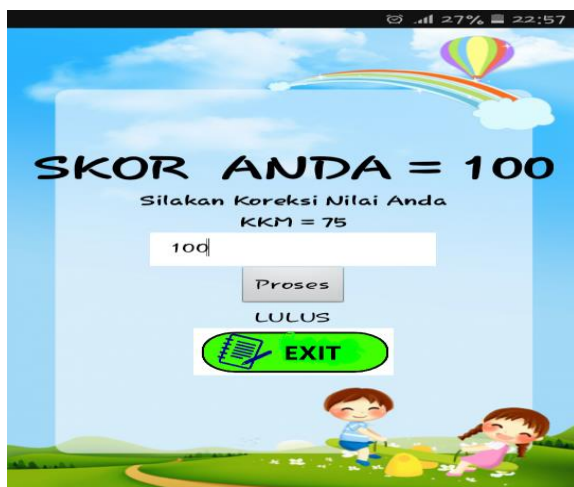 27% 22:57
SKOR ANDA = 100
Silakan Koreksi Nilai Anda
KKM = 75
100
Proses
LULUS
EXIT